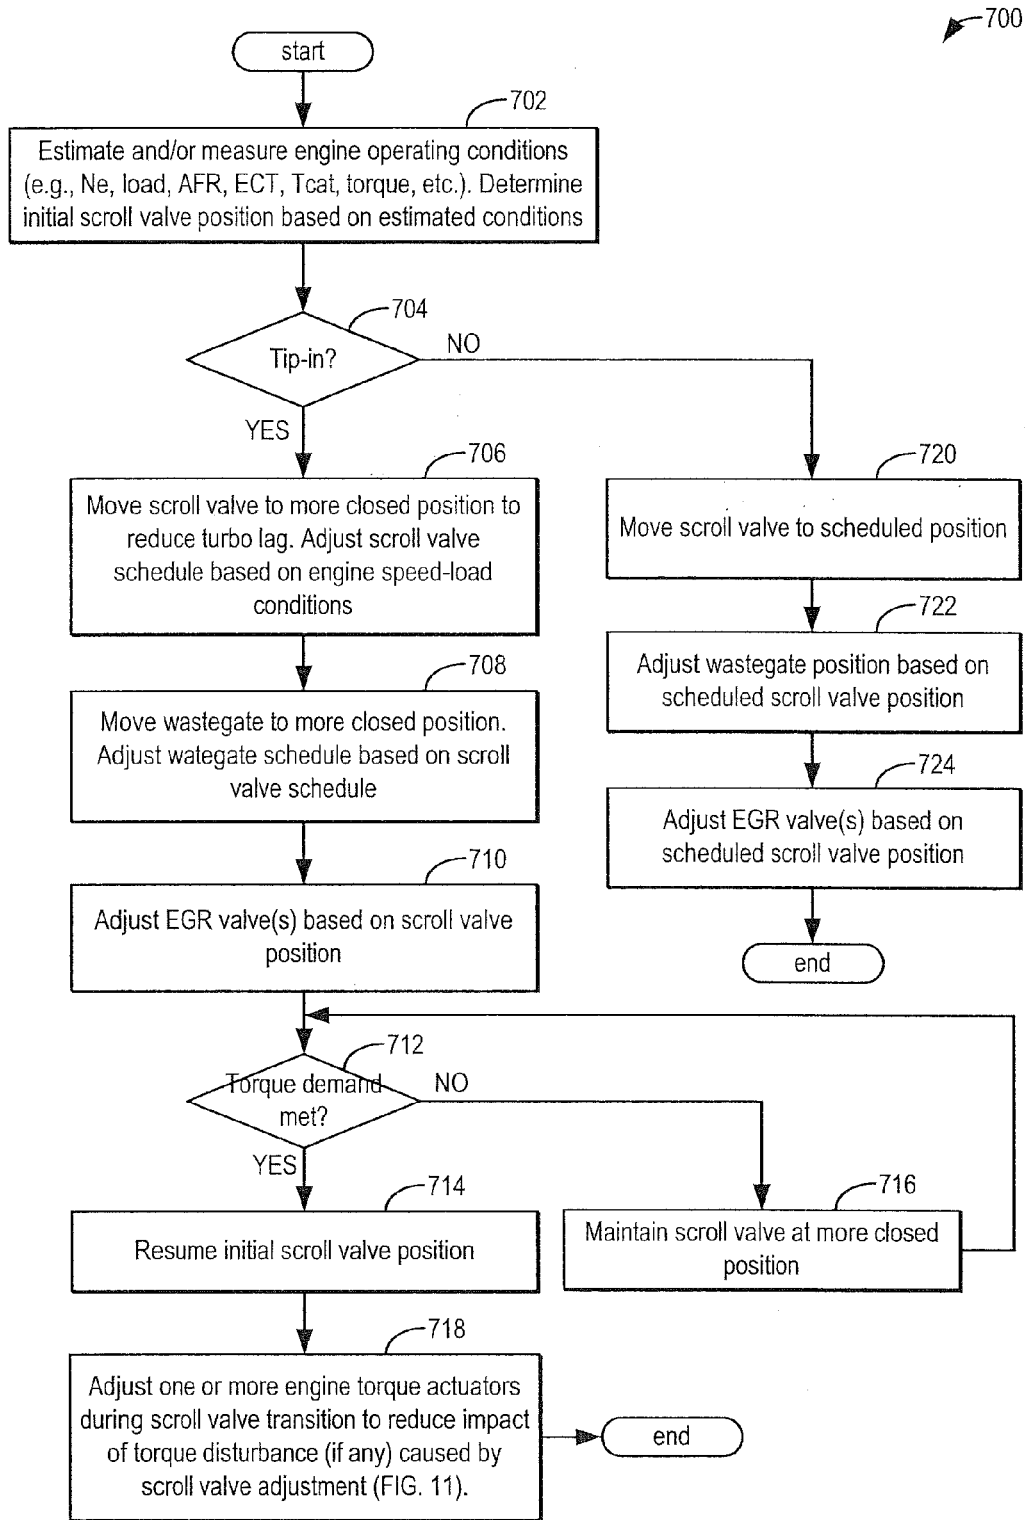 700
start
702
Estimate and/or measure engine operating conditions
(e.g., Ne, load, AFR, ECT, Tcat, torque, etc.). Determine
initial scroll valve position based on estimated conditions
704
Tip-in?
NO
YES
706
Move scroll valve to more closed position to
reduce turbo lag. Adjust scroll valve
schedule based on engine speed-load
conditions
720
Move scroll valve to scheduled position
708
Move wastegate to more closed position.
Adjust wategate schedule based on scroll
valve schedule
722
Adjust wastegate position based on
scheduled scroll valve position
724
Adjust EGR valve(s) based on
scheduled scroll valve position
end
710
Adjust EGR valve(s) based on scroll valve
position
712
Torque demand
met?
NO
YES
714
Resume initial scroll valve position
716
Maintain scroll valve at more closed
position
718
Adjust one or more engine torque actuators
during scroll valve transition to reduce impact
of torque disturbance (if any) caused by
scroll valve adjustment (FIG. 11).
end